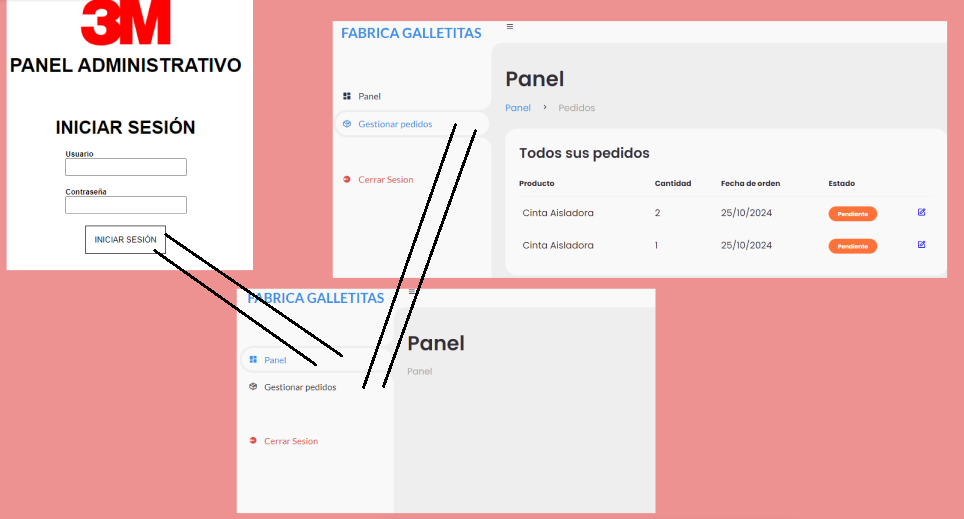 3M
PANEL ADMINISTRATIVO
INICIAR SESIÓN
Usuario
Contraseña
INICIAR SESIÓN
FABRICA GALLETITAS
Panel
Gestionar pedidos
Cerrar Sesion
Panel
Panel > Pedidos
Todos sus pedidos
Producto Cantidad Fecha de orden Estado
Cinta Aisladora 2 25/10/2024 Pendiente
Cinta Aisladora 1 25/10/2024 Pendiente
FABRICA GALLETITAS
Panel
Gestionar pedidos
Cerrar Sesion
Panel
Panel